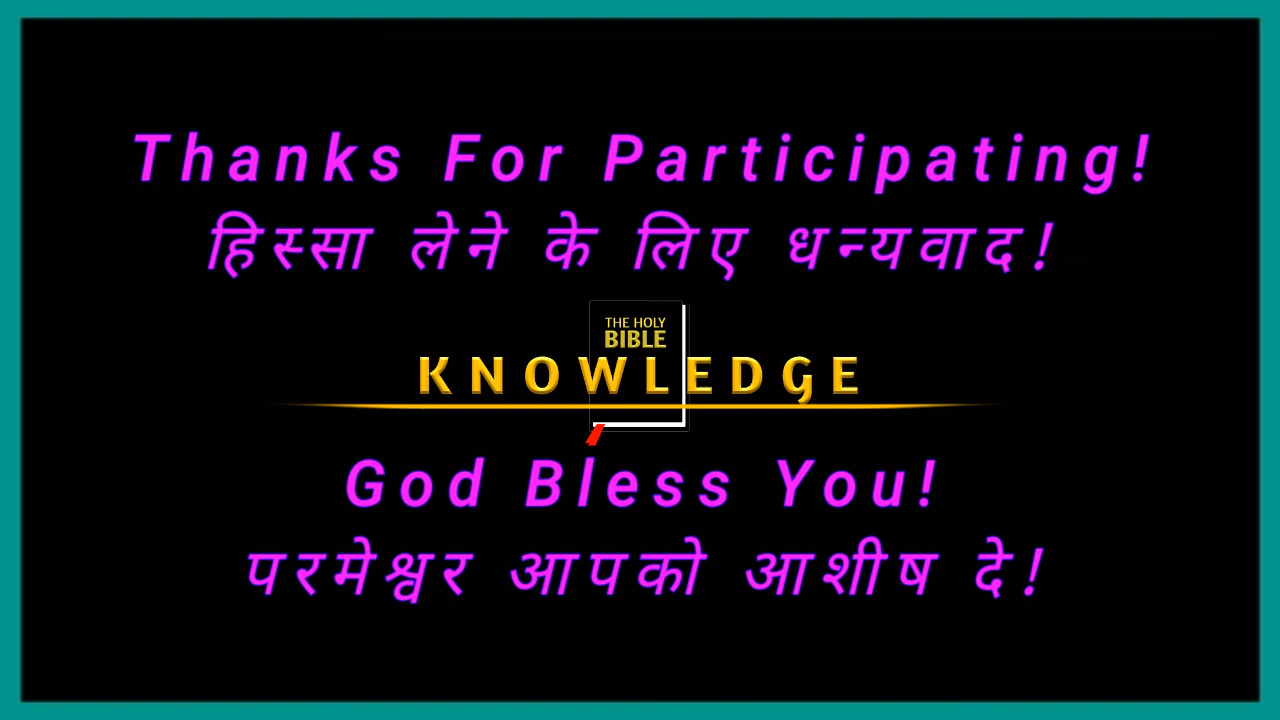 Thanks For Participating!
हिस्सा लेने के लिए धन्यवाद!
THE HOLY
BIBLE
KNOWLEDGE
God Bless You!
परमेश्वर आपको आशीष दे!